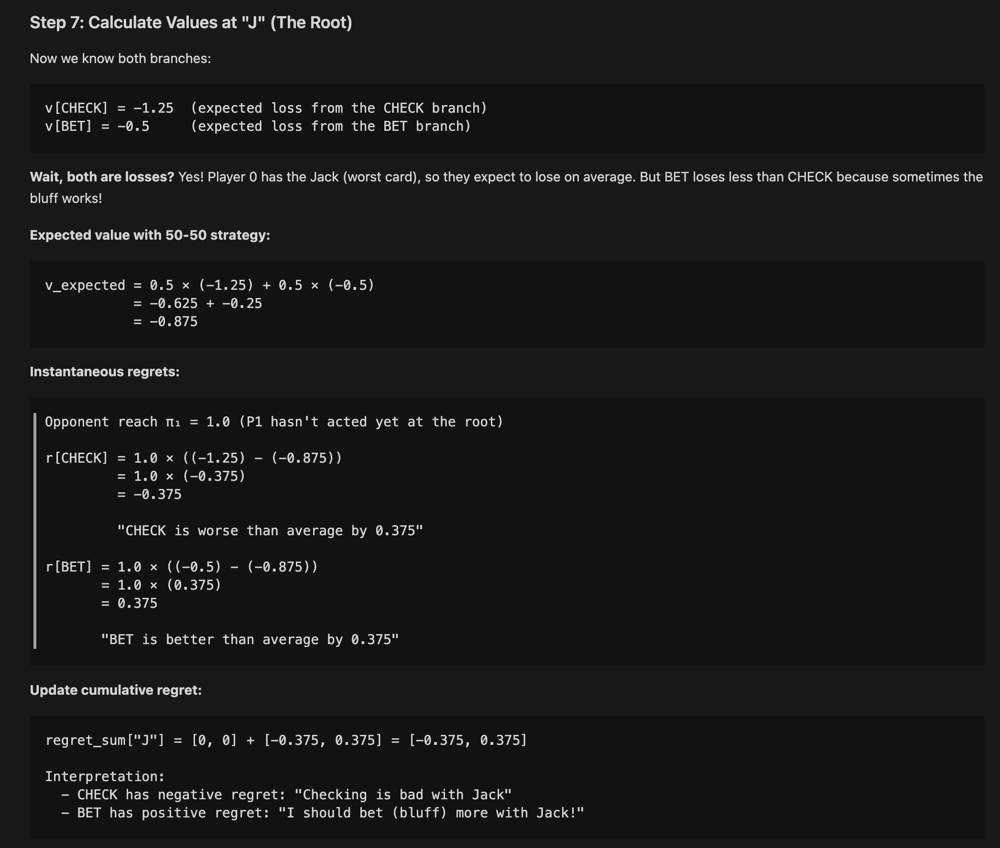 Step 7: Calculate Values at "J" (The Root)
Now we know both branches:
v[CHECK] = −1.25  (expected loss from the CHECK branch)
v[BET] = −0.5     (expected loss from the BET branch)
Wait, both are losses? Yes! Player 0 has the Jack (worst card), so they expect to lose on average. But BET loses less than CHECK because sometimes the
bluff works!
Expected value with 50-50 strategy:
v_expected = 0.5 × (−1.25) + 0.5 × (−0.5)
           = −0.625 + −0.25
           = −0.875
Instantaneous regrets:
Opponent reach π₁ = 1.0 (P1 hasn't acted yet at the root)
r[CHECK] = 1.0 × ((−1.25) − (−0.875))
         = 1.0 × (−0.375)
         = −0.375
         "CHECK is worse than average by 0.375"
r[BET] = 1.0 × ((−0.5) − (−0.875))
       = 1.0 × (0.375)
       = 0.375
       "BET is better than average by 0.375"
Update cumulative regret:
regret_sum["J"] = [0, 0] + [−0.375, 0.375] = [−0.375, 0.375]
Interpretation:
  − CHECK has negative regret: "Checking is bad with Jack"
  − BET has positive regret: "I should bet (bluff) more with Jack!"